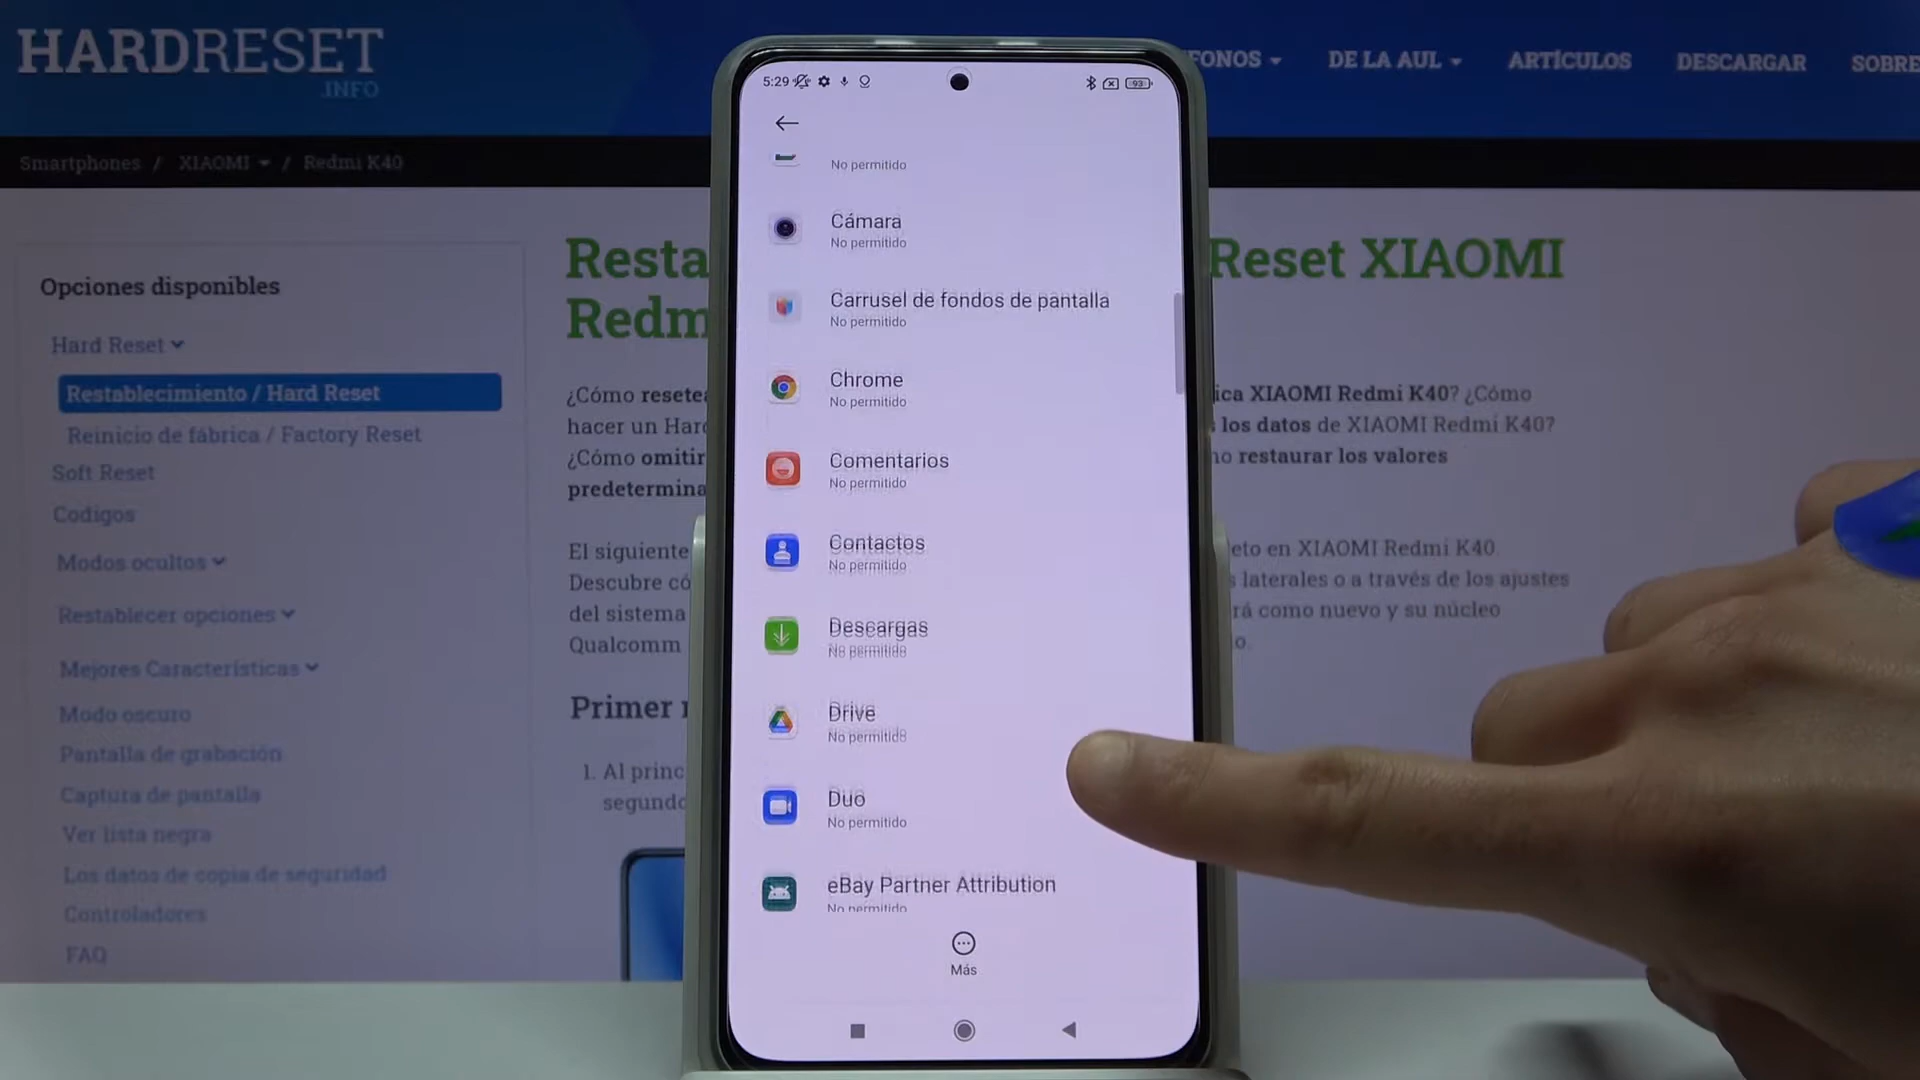 HARDRESET
.INFO
FONOS
DE LA AUL
ARTÍCULOS
DESCARGAR
SOBRE
Smartphones / XIAOMI / Redmi K40
Opciones disponibles
Hard Reset
Restablecimiento / Hard Reset
Reinicio de fábrica / Factory Reset
Soft Reset
Codigos
Modos ocultos
Restablecer opciones
Mejores Características
Modo oscuro
Pantalla de grabación
Captura de pantalla
Ver lista negra
Los datos de copia de seguridad
Controladores
FAQ
Resta
Redm
¿Cómo resetea
hacer un Hard
¿Cómo omitir
predetermina
El siguiente
Descubre có
del sistema
Qualcomm
Primer
1. Al princ
segundo
5:29
93
No permitido
Cámara
No permitido
Carrusel de fondos de pantalla
No permitido
Chrome
No permitido
Comentarios
No permitido
Contactos
No permitido
Descargas
No permitido
Drive
No permitido
Duo
No permitido
eBay Partner Attribution
No permitido
Más
Reset XIAOMI
ica XIAOMI Redmi K40? ¿Cómo
los datos de XIAOMI Redmi K40?
no restaurar los valores
eto en XIAOMI Redmi K40.
s laterales o a través de los ajustes
rá como nuevo y su núcleo
o.